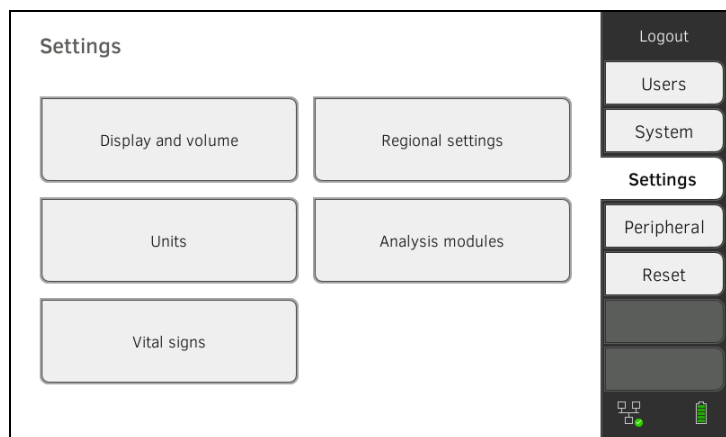 Settings
Display and volume
Regional settings
Units
Analysis modules
Vital signs
Logout
Users
System
Settings
Peripheral
Reset